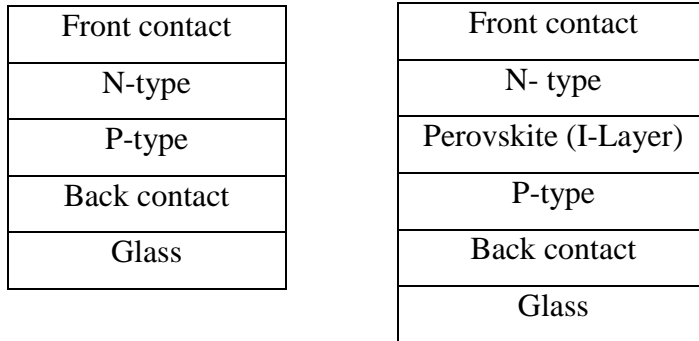 Front contact
N-type
P-type
Back contact
Glass
Front contact
N- type
Perovskite (I-Layer)
P-type
Back contact
Glass